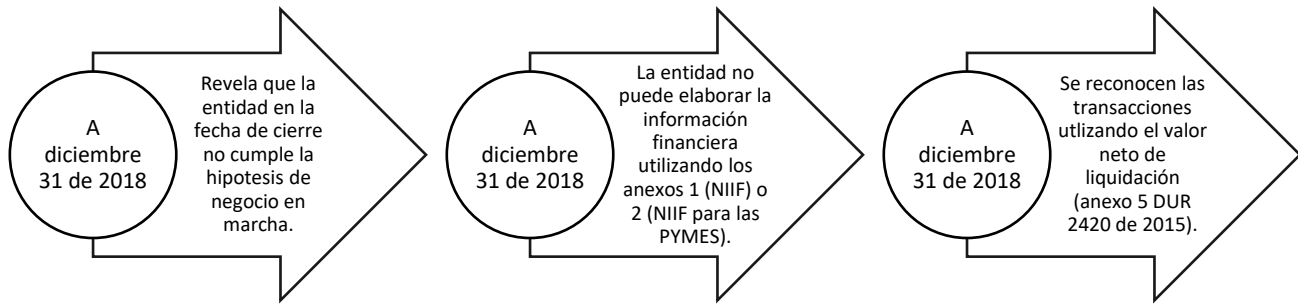 A
diciembre
31 de 2018
Revela que la
entidad en la
fecha de cierre
no cumple la
hipotesis de
negocio en
marcha.
A
diciembre
31 de 2018
La entidad no
puede elaborar la
información
financiera
utilizando los
anexos 1 (NIIF) o
2 (NIIF para las
PYMES).
A
diciembre
31 de 2018
Se reconocen las
transacciones
utlizando el valor
neto de
liquidación
(anexo 5 DUR
2420 de 2015).